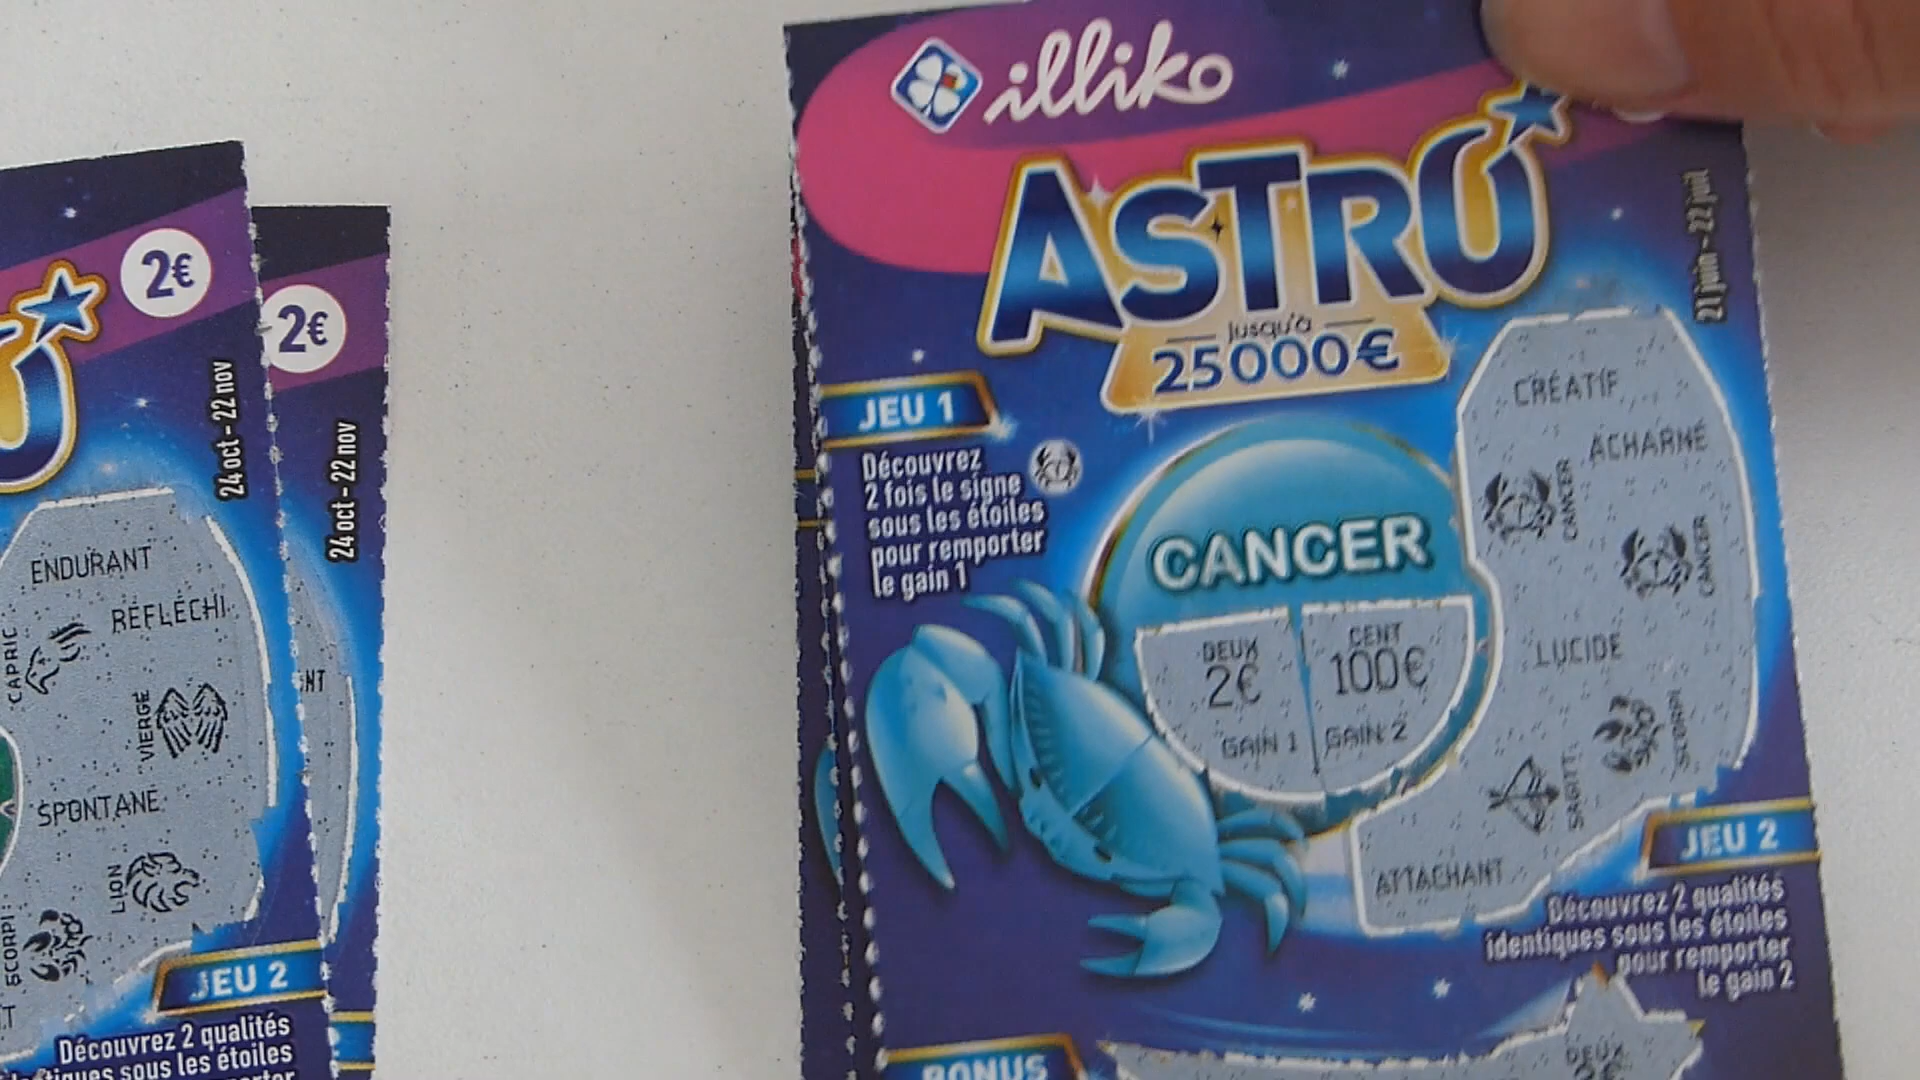 2€
24 oct - 22 nov
ENDURANT
RÉFLÉCHI
CAPRIC
VIERGE
SPONTANÉ
LION
SCORPI
JEU 2
Découvrez 2 qualités
sous les étoiles
2€
24 oct - 22 nov
illiko
ASTRO
Jusqu'à
25000€
21 juin - 22 juil
JEU 1
Découvrez
2 fois le signe
sous les étoiles
pour remporter
le gain 1
CANCER
DEUX
2€
GAIN 1
CENT
100€
GAIN 2
CRÉATIF
ACHARNÉ
CANCER
CANCER
LUCIDE
SCORPI
SAGITT
ATTACHANT
JEU 2
Découvrez 2 qualités
identiques sous les étoiles
pour remporter
le gain 2
BONUS
DEUX